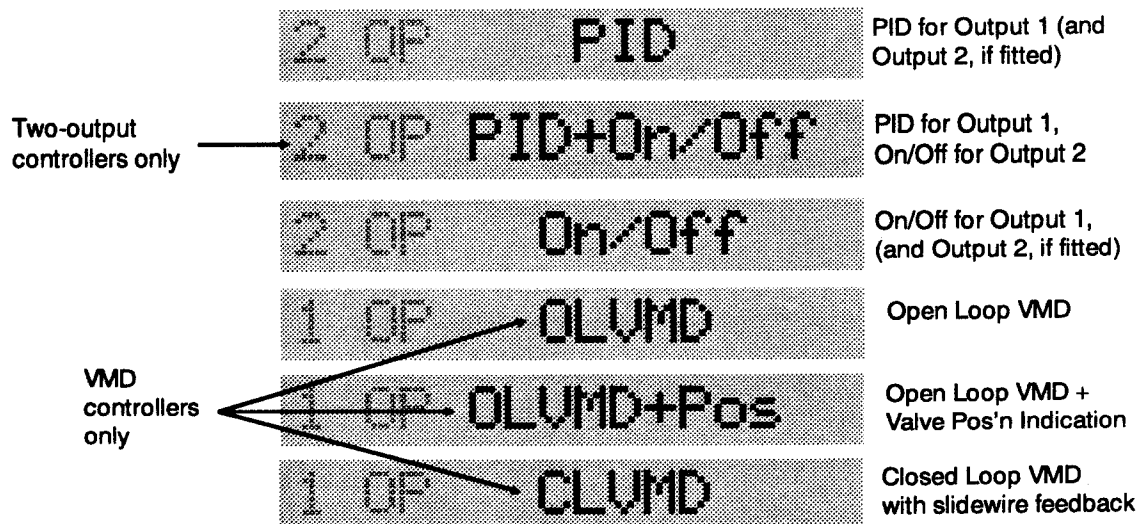 2 OP PID
PID for Output 1 (and
Output 2, if fitted)
Two-output
controllers only
2 OP PID+On/Off
PID for Output 1,
On/Off for Output 2
2 OP On/Off
On/Off for Output 1,
(and Output 2, if fitted)
1 OP OLVMD
Open Loop VMD
VMD
controllers
only
1 OP OLVMD+Pos
Open Loop VMD +
Valve Pos'n Indication
1 OP CLVMD
Closed Loop VMD
with slidewire feedback